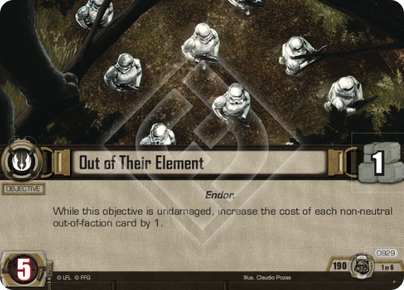 Out of Their Element
1
OBJECTIVE
Endor.
While this objective is undamaged, increase the cost of each non-neutral
out-of-faction card by 1.
5
© LFL © FFG
Illus. Claudio Pozas
190
0929
1 of 6